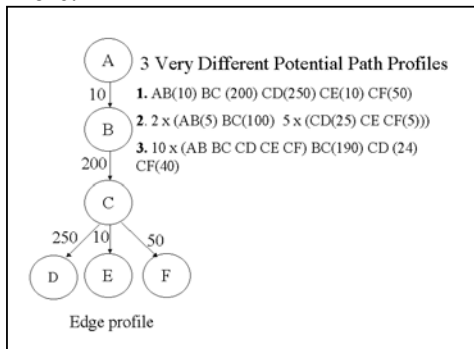 A
3 Very Different Potential Path Profiles
10
1. AB(10) BC (200) CD(250) CE(10) CF(50)
B
2. 2 x (AB(5) BC(100) 5 x (CD(25) CE CF(5)))
3. 10 x (AB BC CD CE CF) BC(190) CD (24)
CF(40)
200
C
250 10 50
D E F
Edge profile